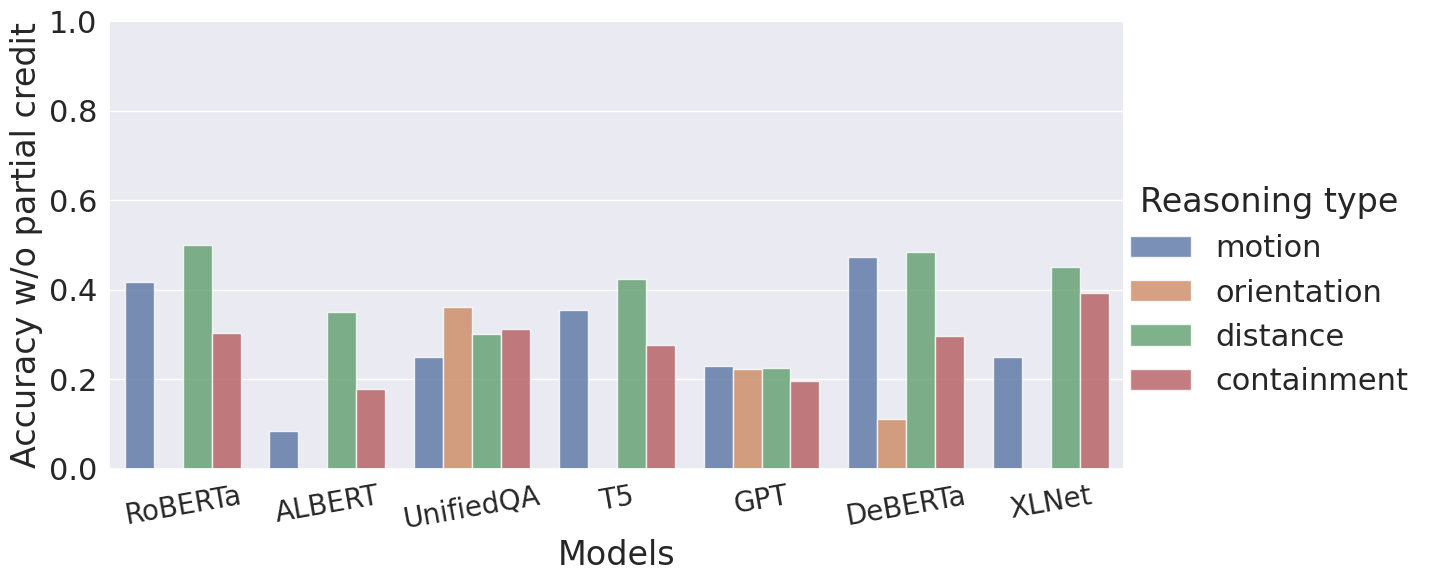 Accuracy w/o partial credit
1.0
0.8
0.6
0.4
0.2
0.0
RoBERTa
ALBERT
UnifiedQA
T5
GPT
DeBERTa
XLNet
Models
Reasoning type
motion
orientation
distance
containment